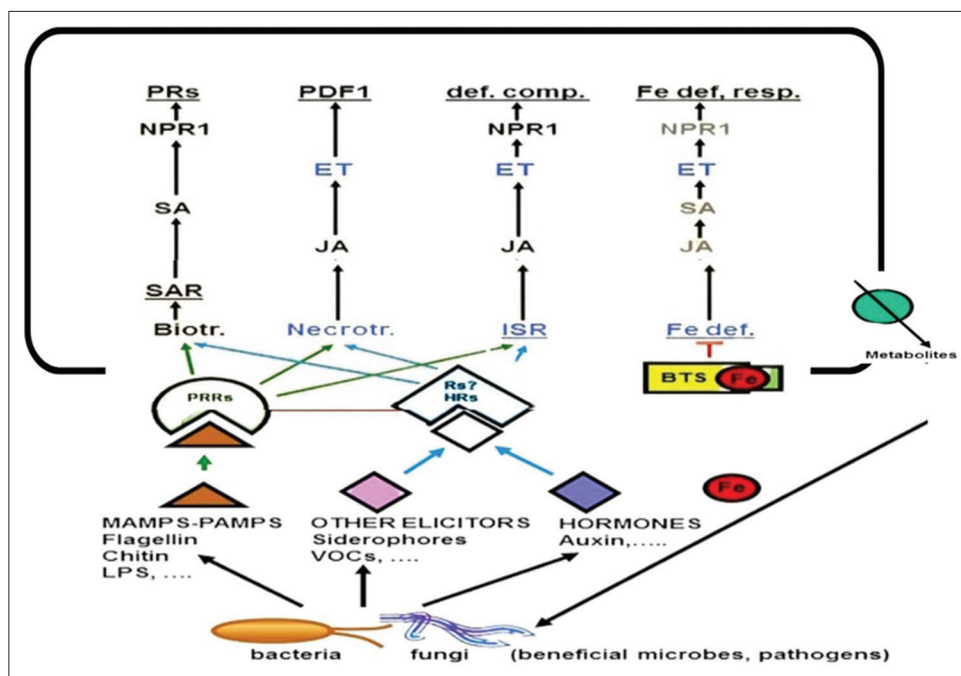 PRs PDF1 def. comp. Fe def, resp.
NPR1 NPR1 NPR1
ET ET ET
SA SA
JA JA JA
SAR
Biotr. Necrotr. ISR Fe def.
Metabolites
PRRs Rs? BTS Fe
HRs
Fe
MAMPS-PAMPS OTHER ELICITORS HORMONES
Flagellin Siderophores Auxin,.....
Chitin VOCs, ....
LPS, ....
bacteria fungi (beneficial microbes, pathogens)